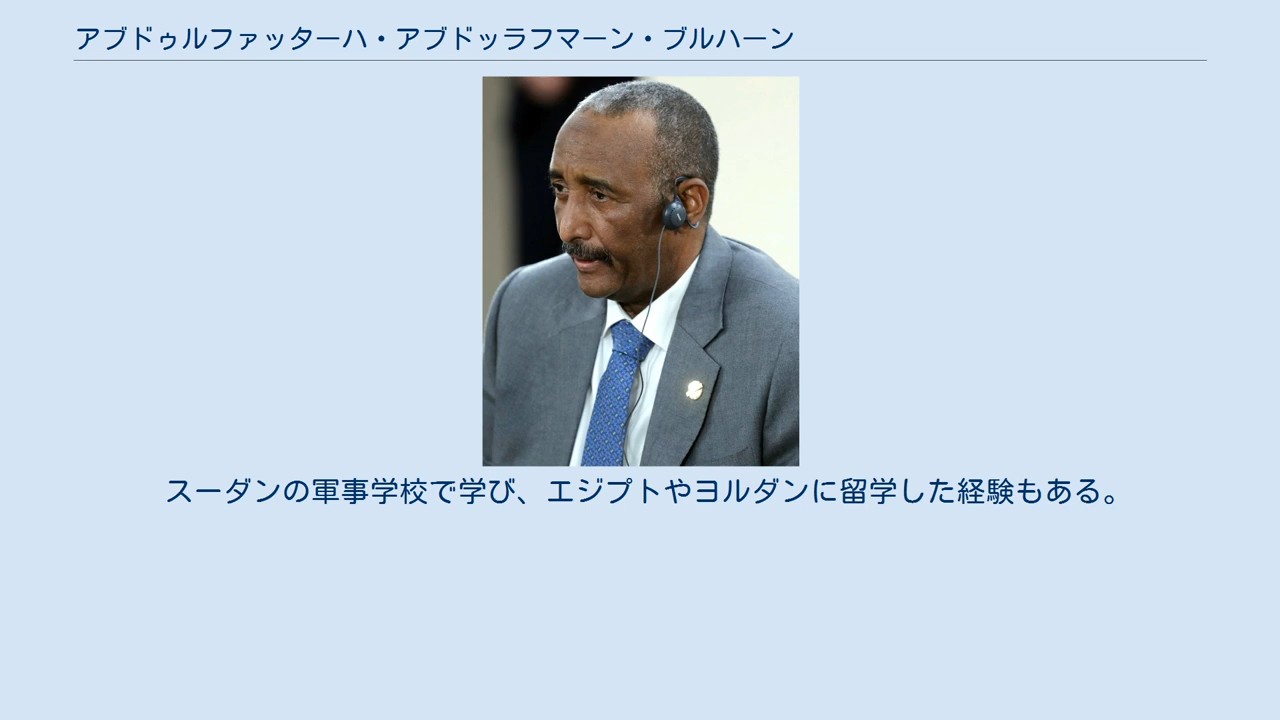 アブドゥルファッターハ・アブドッラフマーン・ブルハーン
スーダンの軍事学校で学び、エジプトやヨルダンに留学した経験もある。